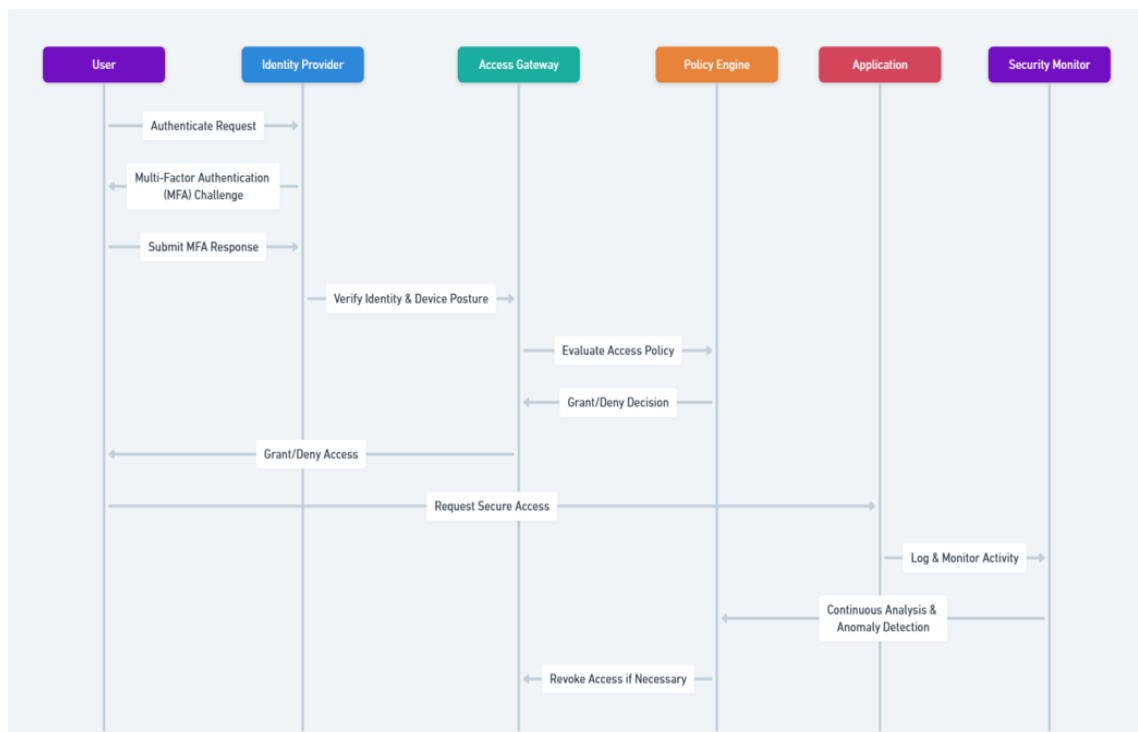 User
Identity Provider
Access Gateway
Policy Engine
Application
Security Monitor
Authenticate Request
Multi-Factor Authentication
(MFA) Challenge
Submit MFA Response
Verify Identity & Device Posture
Evaluate Access Policy
Grant/Deny Decision
Grant/Deny Access
Request Secure Access
Log & Monitor Activity
Continuous Analysis &
Anomaly Detection
Revoke Access if Necessary